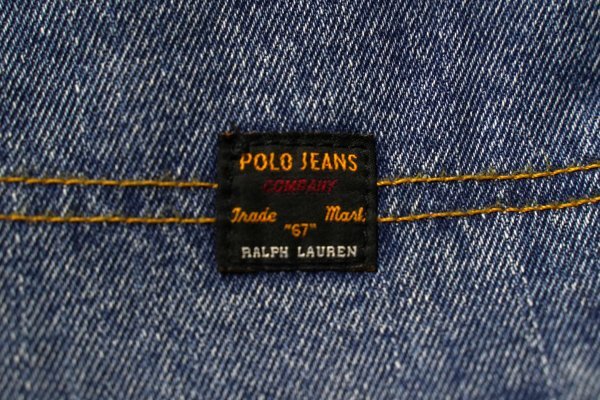 POLO JEANS
COMPANY
Trade Mark
"67"
RALPH LAUREN